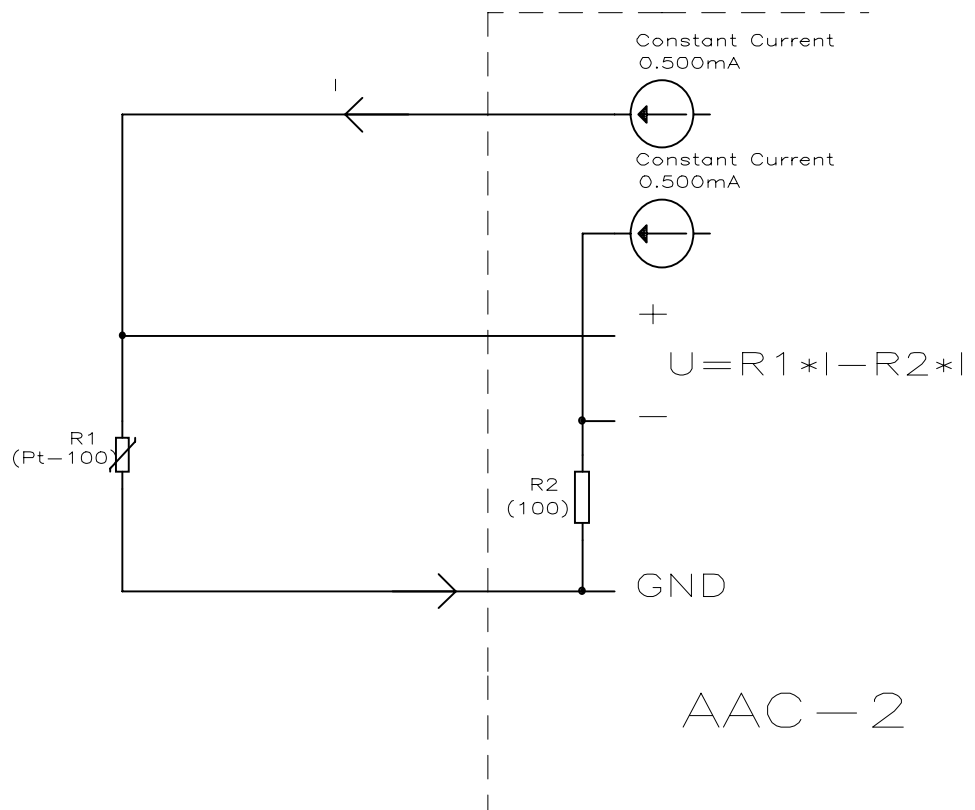 Constant Current
0.500mA
I
Constant Current
0.500mA
+
U=R1*I-R2*I
-
R1
(Pt-100)
R2
(100)
GND
AAC-2